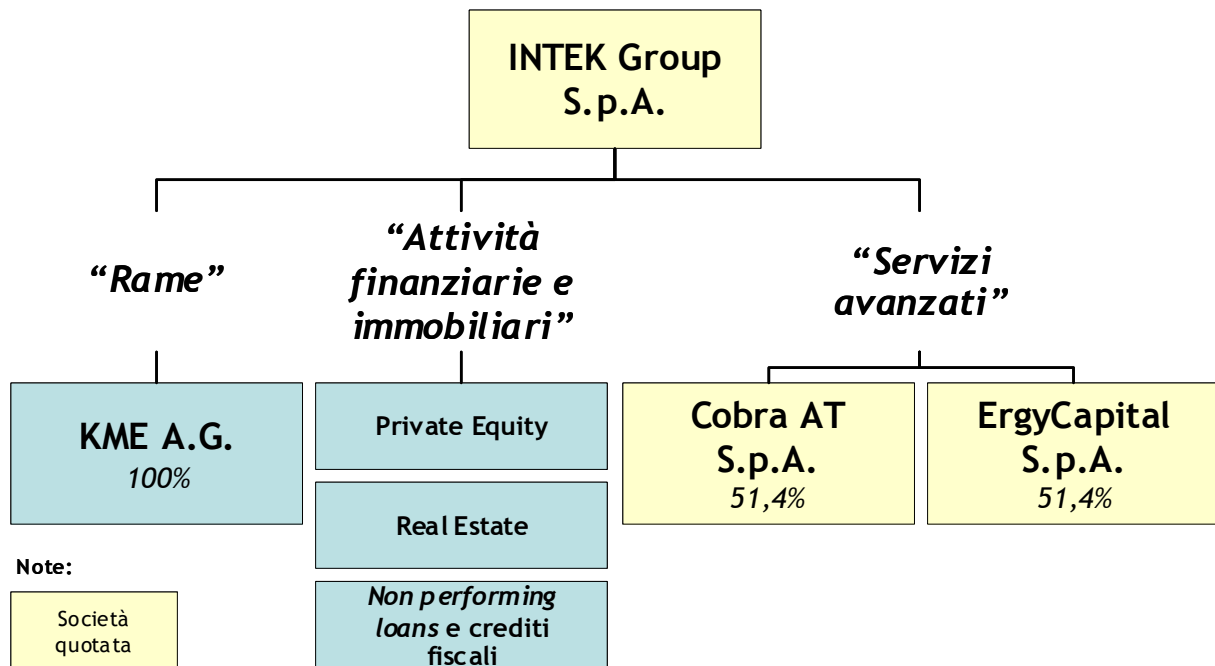 INTEK Group
S.p.A.
“Rame”
“Attività
finanziarie e
immobiliari”
“Servizi
avanzati”
KME A.G.
100%
Private Equity
Real Estate
Non performing
loans e crediti
fiscali
Cobra AT
S.p.A.
51,4%
ErgyCapital
S.p.A.
51,4%
Note:
Società
quotata